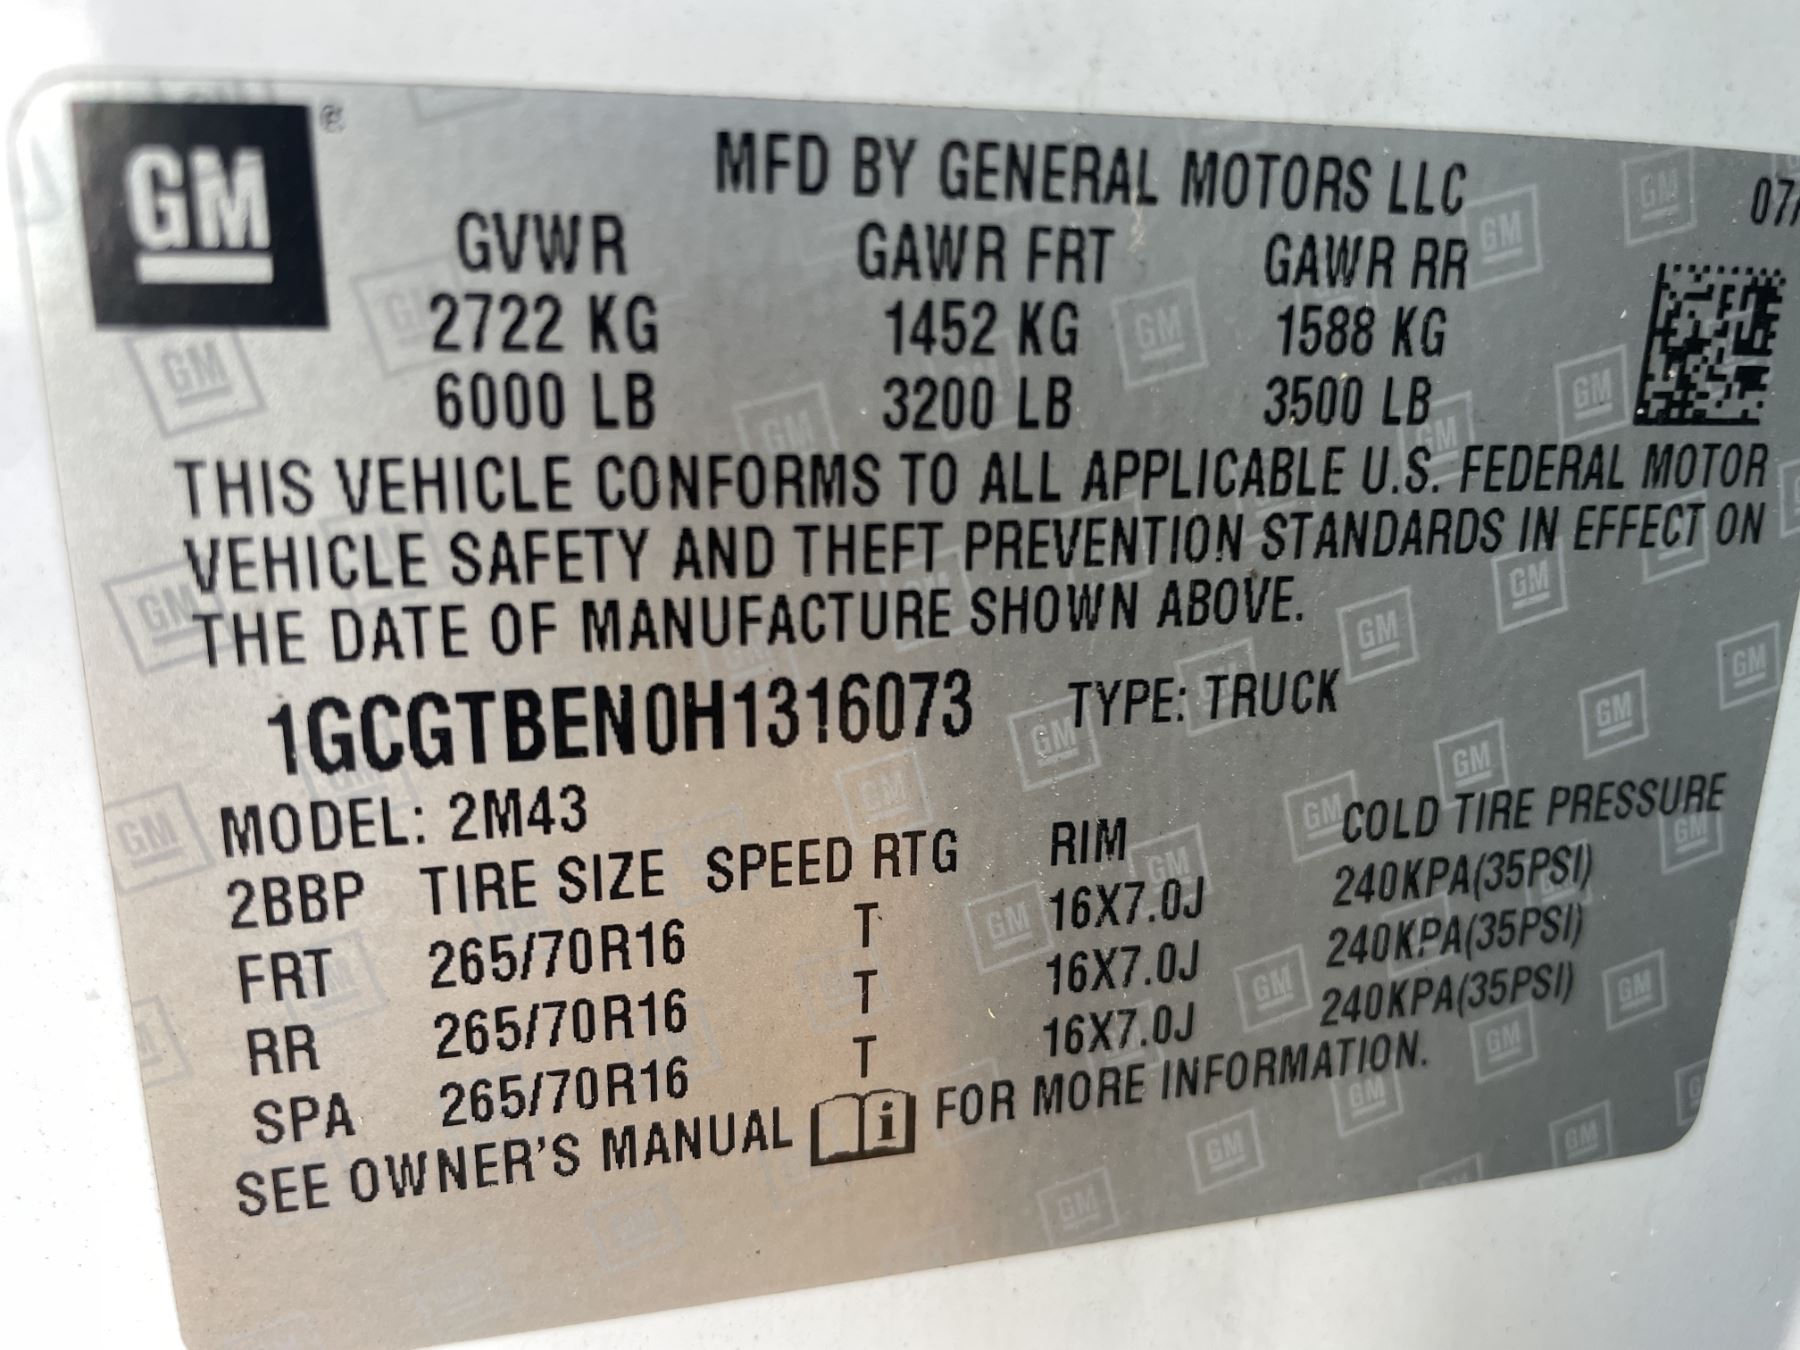 GM
MFD BY GENERAL MOTORS LLC
07/
GVWR GAWR FRT GAWR RR
2722 KG 1452 KG 1588 KG
6000 LB 3200 LB 3500 LB
THIS VEHICLE CONFORMS TO ALL APPLICABLE U.S. FEDERAL MOTOR
VEHICLE SAFETY AND THEFT PREVENTION STANDARDS IN EFFECT ON
THE DATE OF MANUFACTURE SHOWN ABOVE.
1GCGTBEN0H1316073 TYPE: TRUCK
MODEL: 2M43
2BBP TIRE SIZE SPEED RTG RIM COLD TIRE PRESSURE
FRT 265/70R16 T 16X7.0J 240KPA(35PSI)
RR 265/70R16 T 16X7.0J 240KPA(35PSI)
SPA 265/70R16 T 16X7.0J 240KPA(35PSI)
SEE OWNER'S MANUAL i FOR MORE INFORMATION.